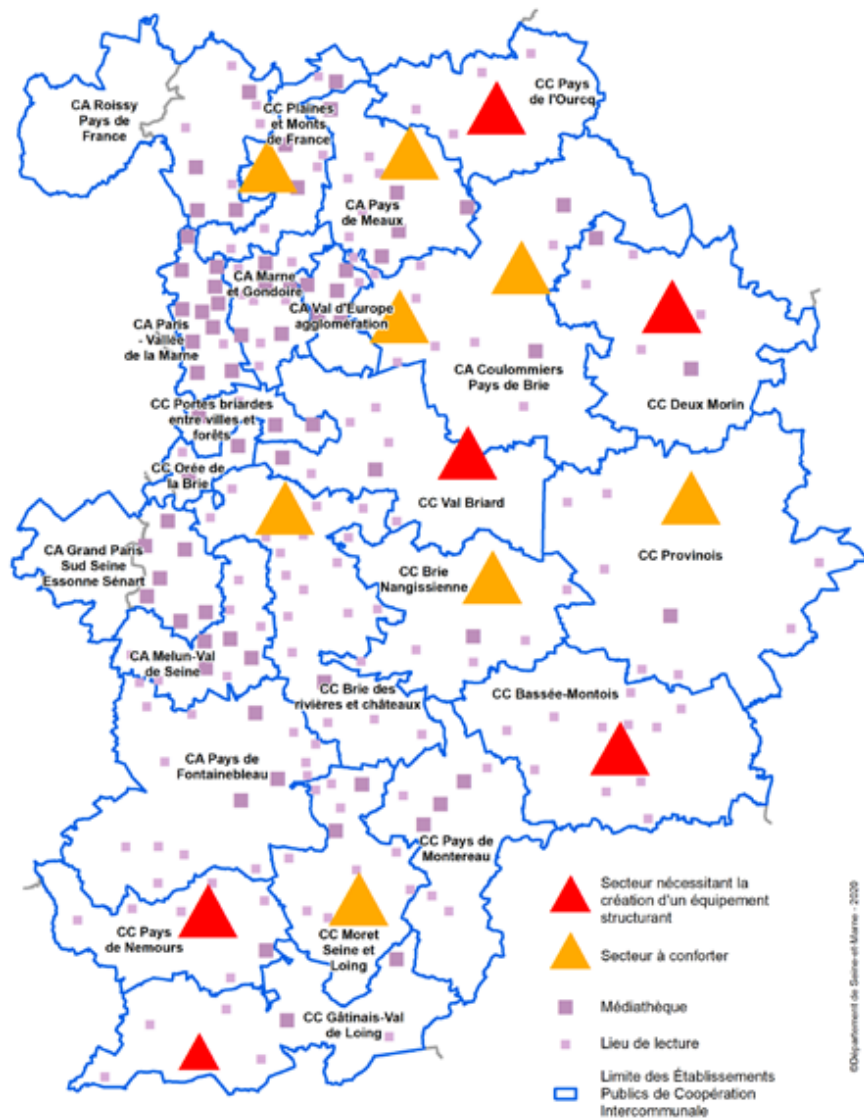 CA Roissy
Pays de
France
CC Plaines
et Monts
de France
CC Pays
de l'Ourcq
CA Pays
de Meaux
CA Marne
et Gondoire
CA Val d'Europe
agglomération
CA Paris
- Vallée
de la Marne
CA Coulommiers
Pays de Brie
CC Deux Morin
CC Portes briardes
entre villes et
forêts
CC Orée de
la Brie
CC Val Briard
CA Grand Paris
Sud Seine
Essonne Sénart
CC Provinois
CC Brie
Nangissienne
CA Melun-Val
de Seine
CC Brie des
rivières et châteaux
CC Bassée-Montois
CA Pays de
Fontainebleau
CC Pays de
Montereau
CC Pays
de Nemours
CC Moret
Seine et
Loing
CC Gâtinais-Val
de Loing
Secteur nécessitant la
création d'un équipement
structurant
Secteur à conforter
Médiathèque
Lieu de lecture
Limite des Établissements
Publics de Coopération
Intercommunale
©Département de Seine-et-Marne - 2020